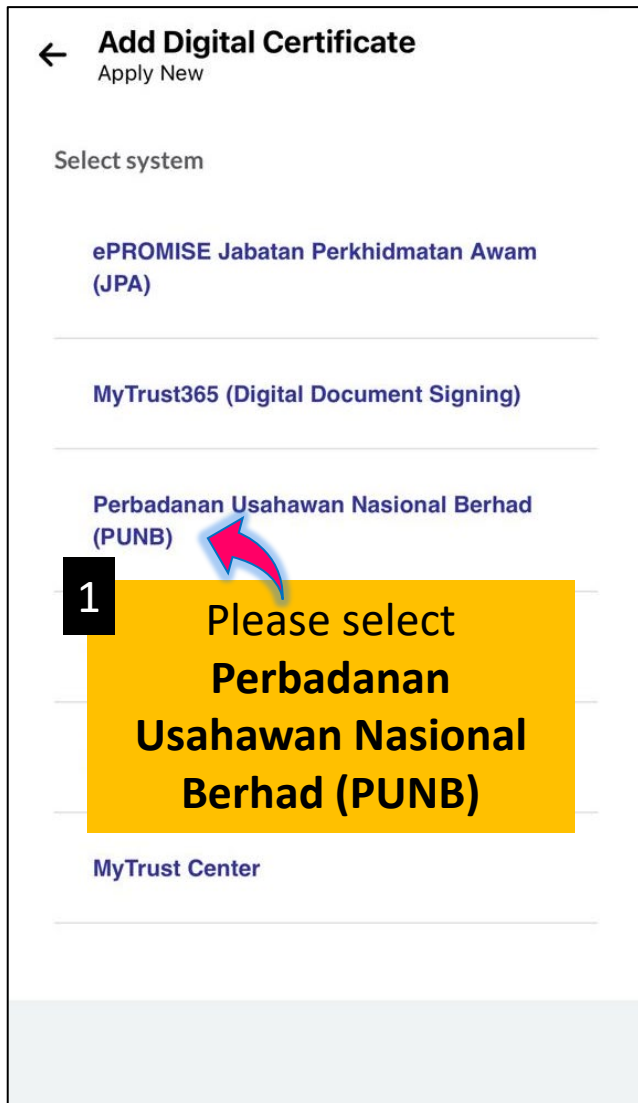 Add Digital Certificate
Apply New
Select system
ePROMISE Jabatan Perkhidmatan Awam
(JPA)
MyTrust365 (Digital Document Signing)
Perbadanan Usahawan Nasional Berhad
(PUNB)
1
Please select
Perbadanan
Usahawan Nasional
Berhad (PUNB)
MyTrust Center